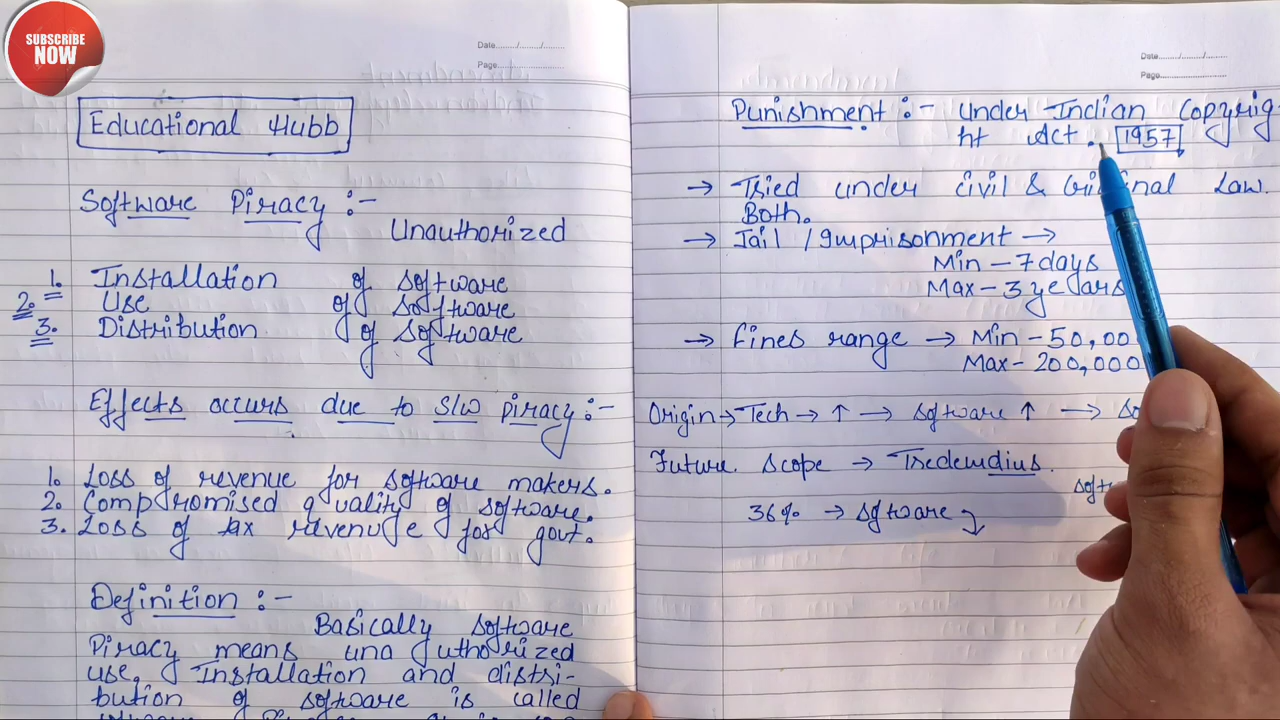 SUBSCRIBE
NOW
Date......./......./.......
Page..........................
Educational Hubb
Software Piracy :-
Unauthorized
1. Installation of software
2. Use of software
3. Distribution of software
Effects occurs due to S/w piracy :-
1. Loss of revenue for software makers.
2. Compromised quality of software.
3. Loss of tax revenue for govt.
Definition :-
Basically software
Piracy means unauthorized
use, Installation and distri-
bution of software is called
Date......./......./.......
Page..........................
Punishment :- Under Indian Copyrig-
ht Act. 1957
→ Tried under civil & Law.
Both.
→ Jail / Imprisonment →
Min - 7 days
Max - 3 years
→ fines range → Min - 50,00
Max - 200,000
Origin → Tech → ↑ → software ↑ →
Future scope → Tredemdius.
36% → software